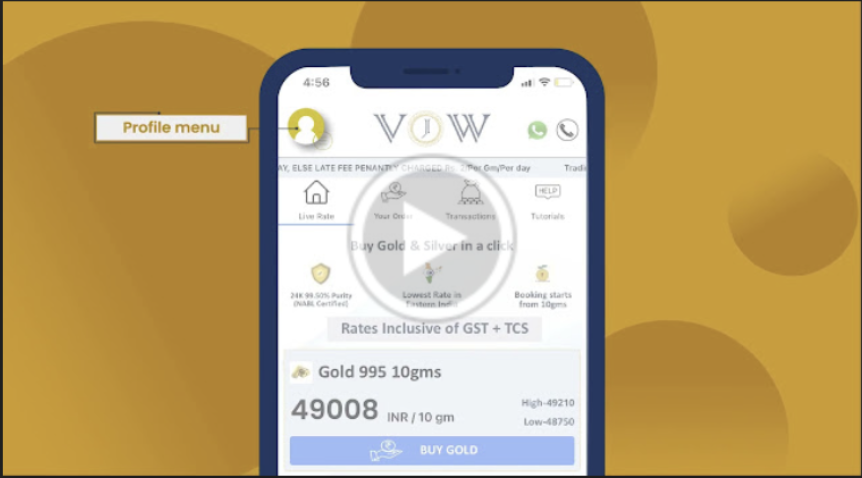 4:56
Profile menu
VJW
AY, ELSE LATE FEE PENANTLY CHARGED Rs. /Per Gm/Per day Tradi
HELP
Live Rate Your Order Transactions Tutorials
Buy Gold & Silver in a click
24K 99.50% Purity
(NABL Certified)
Lowest Rate in
Eastern India
Booking starts
from 10gms
Rates Inclusive of GST + TCS
Gold 995 10gms
49008 INR / 10 gm
High-49210
Low-48750
BUY GOLD